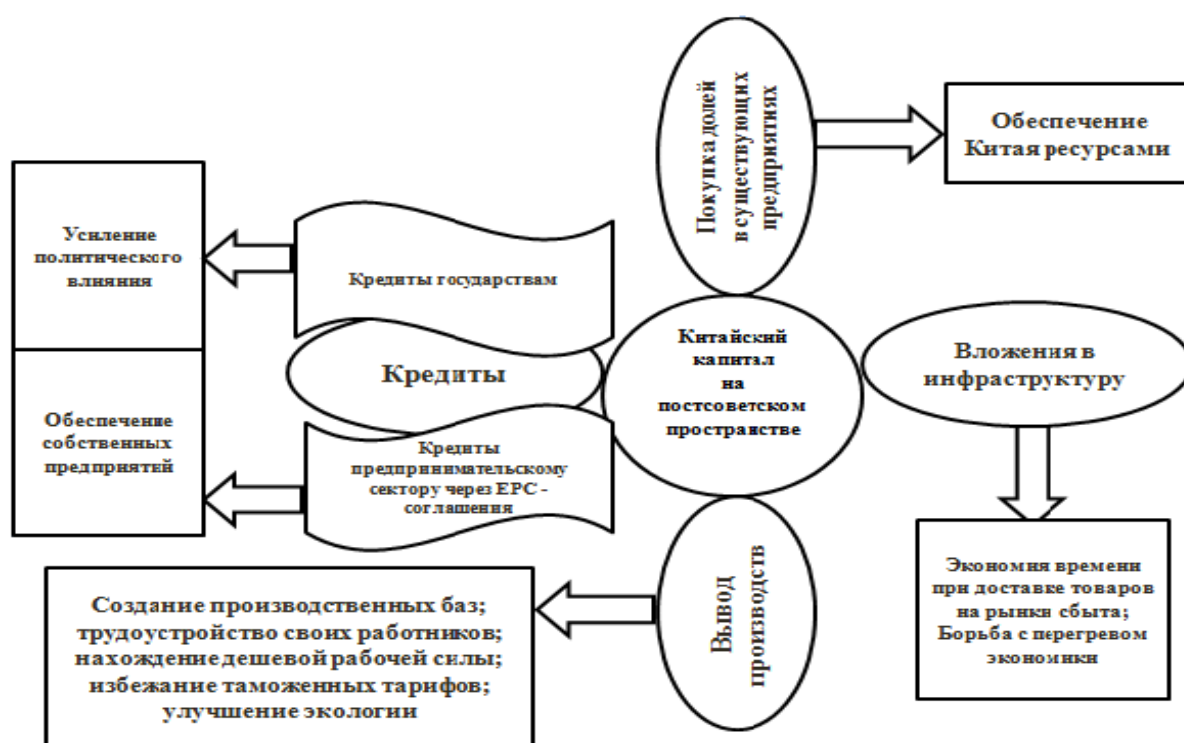 Покупка долей
в существующих
предприятиях
Обеспечение
Китая ресурсами
Усиление
политического
влияния
Кредиты государствам
Китайский
капитал
на
постсоветском
пространстве
Вложения в
инфраструктуру
Кредиты
Обеспечение
собственных
предприятей
Кредиты
предпринимательскому
сектору через ЕРС -
соглашения
Вывод
производств
Экономия времени
при доставке товаров
на рынки сбыта;
Борьба с перегревом
экономики
Создание производственных баз;
трудоустройство своих работников;
нахождение дешевой рабочей силы;
избежание таможенных тарифов;
улучшение экологии